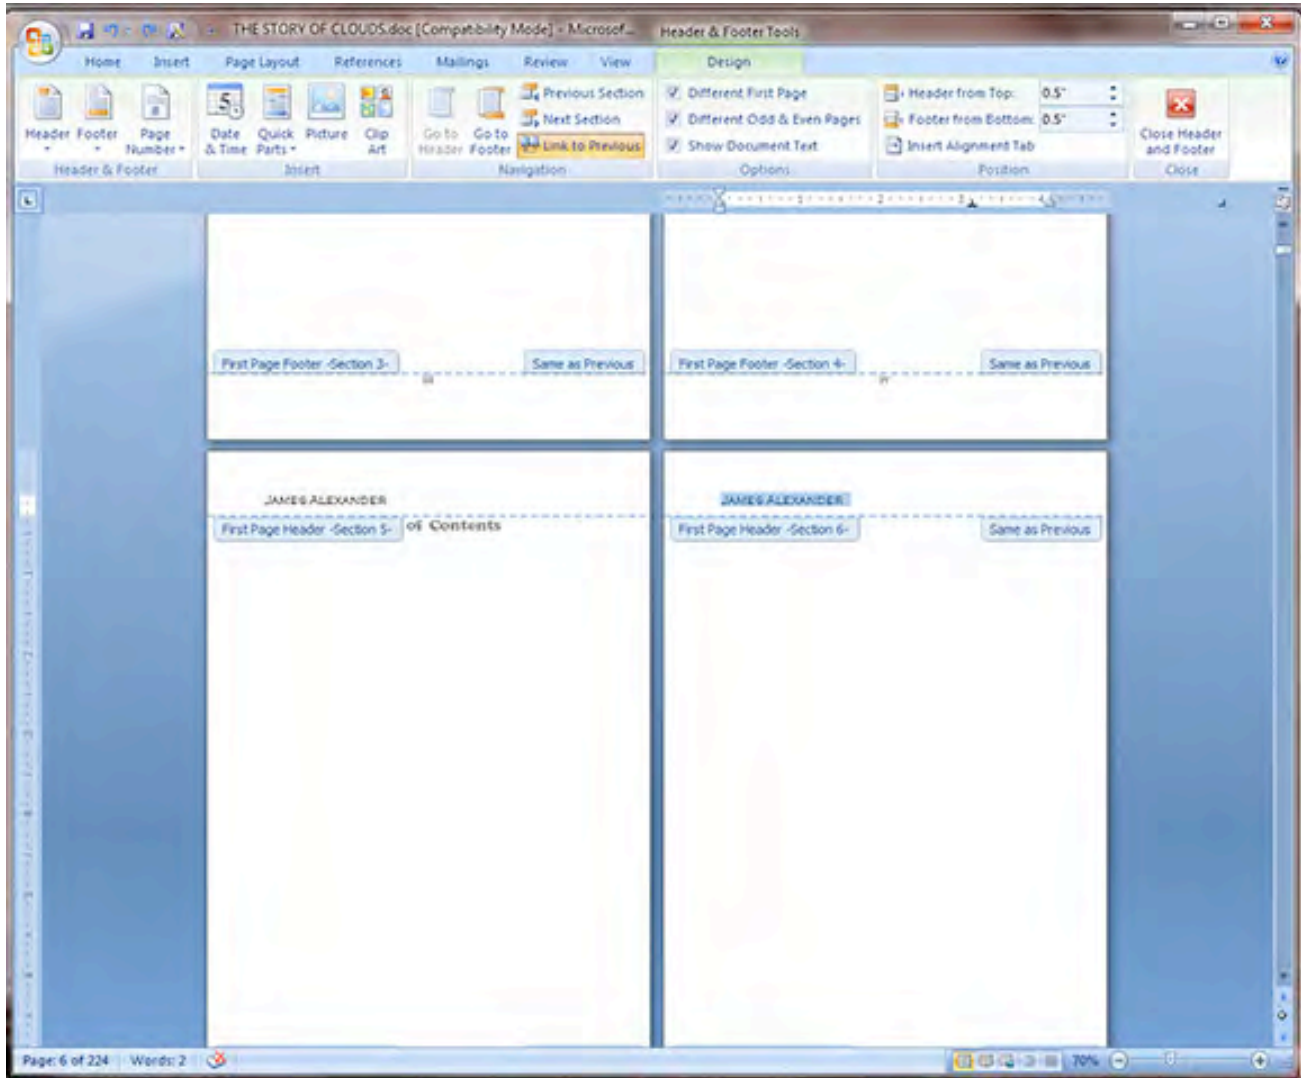 THE STORY OF CLOUDS.doc [Compatibility Mode] - Microsof...
Header & Footer Tools
Home Insert Page Layout References Mailings Review View Design
Header Footer Page Number
Header & Footer
5 Date & Time Quick Parts Picture Clip Art
Insert
Go to Header Go to Footer
Previous Section
Next Section
Link to Previous
Navigation
Different First Page
Different Odd & Even Pages
Show Document Text
Options
Header from Top: 0.5"
Footer from Bottom: 0.5"
Insert Alignment Tab
Position
Close Header and Footer
Close
1 2 3 4
First Page Footer -Section 3- Same as Previous
iii
First Page Footer -Section 4- Same as Previous
JAMES ALEXANDER
First Page Header -Section 5- of Contents
JAMES ALEXANDER
First Page Header -Section 6- Same as Previous
Page: 6 of 224 Words: 2 70%